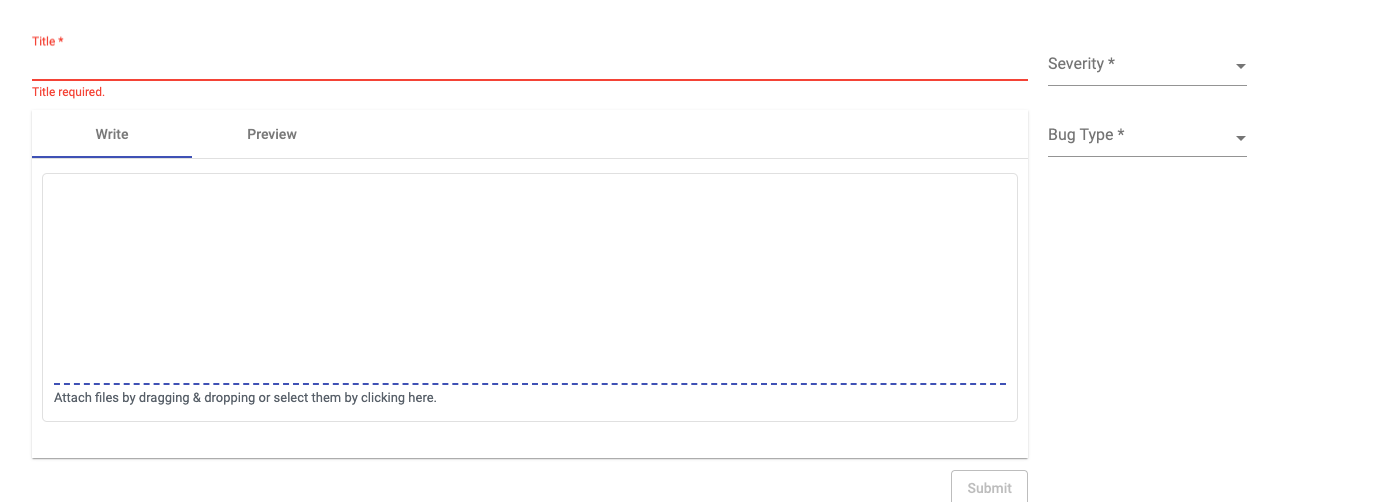 Title *
Title required.
Write
Preview
Attach files by dragging & dropping or select them by clicking here.
Submit
Severity *
Bug Type *